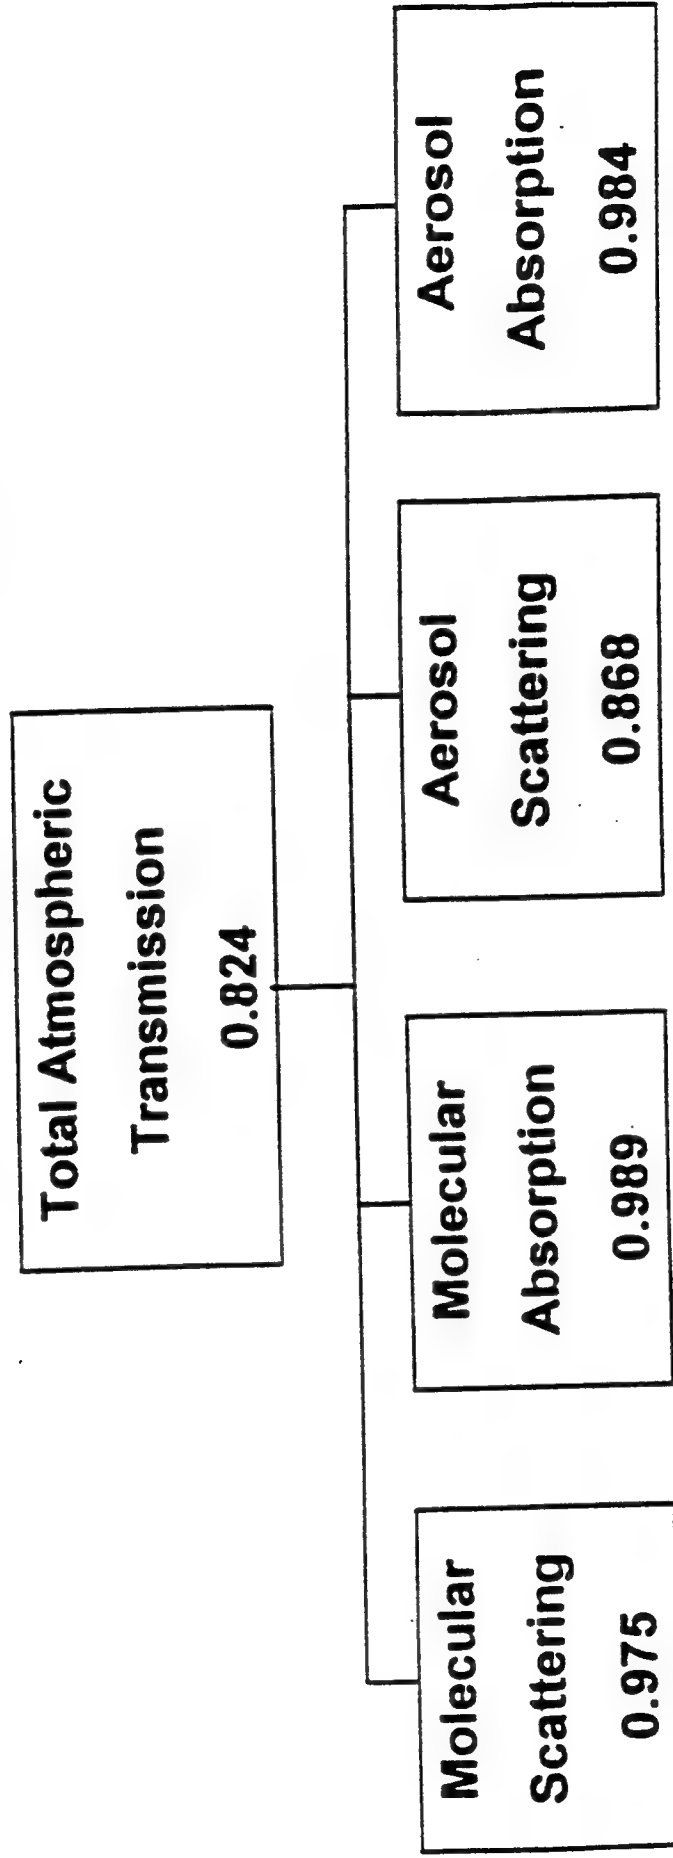 Total Atmospheric
Transmission
0.824
Molecular
Scattering
0.975
Molecular
Absorption
0.989
Aerosol
Scattering
0.868
Aerosol
Absorption
0.984